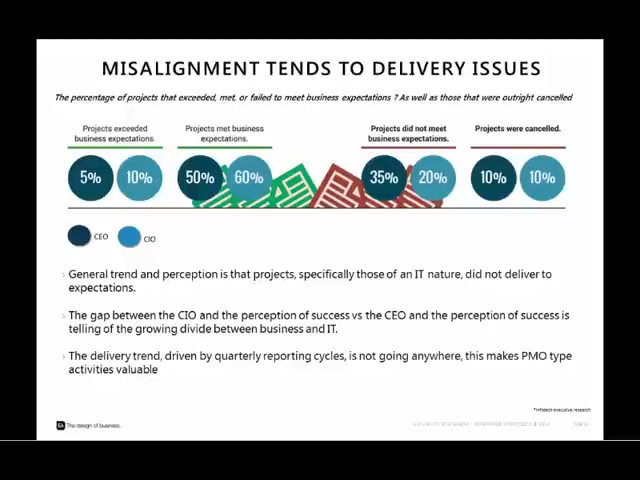 MISALIGNMENT TENDS TO DELIVERY ISSUES
The percentage of projects that exceeded, met, or failed to meet business expectations ? As well as those that were outright cancelled
Projects exceeded
business expectations.
Projects met business
expectations.
Projects did not meet
business expectations.
Projects were cancelled.
5% 10% 50% 60% 35% 20% 10% 10%
CEO CIO
› General trend and perception is that projects, specifically those of an IT nature, did not deliver to
expectations.
› The gap between the CIO and the perception of success vs the CEO and the perception of success is
telling of the growing divide between business and IT.
› The delivery trend, driven by quarterly reporting cycles, is not going anywhere, this makes PMO type
activities valuable
*Infotech executive research
EA The design of business.